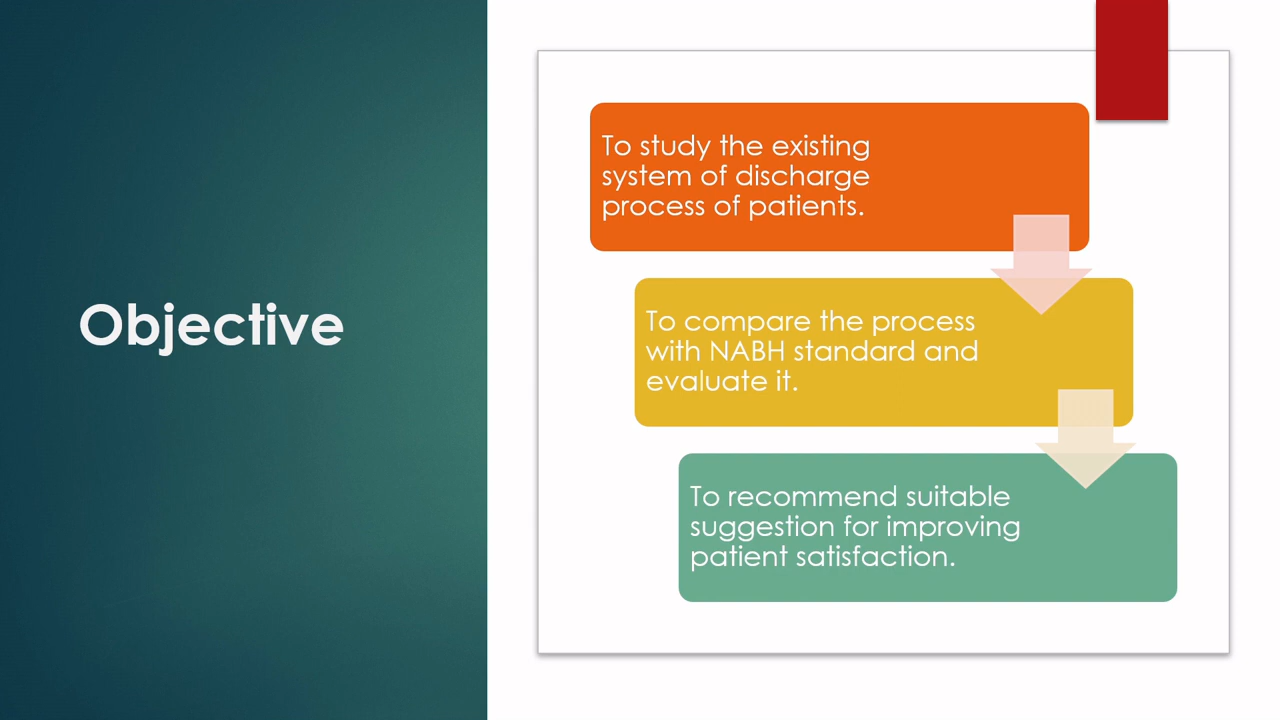 Objective
To study the existing
system of discharge
process of patients.
To compare the process
with NABH standard and
evaluate it.
To recommend suitable
suggestion for improving
patient satisfaction.